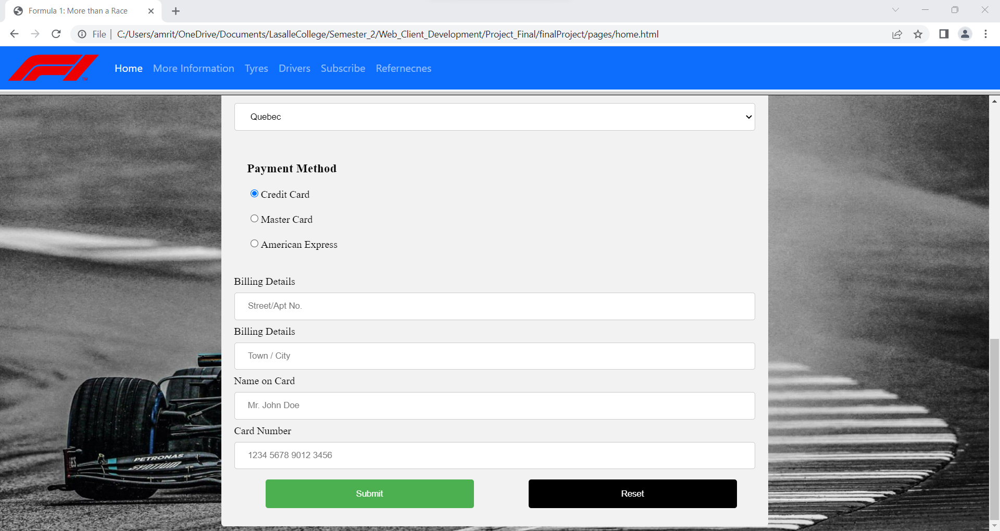 Formula 1: More than a Race
File
C:/Users/amrit/OneDrive/Documents/LasalleCollege/Semester_2/Web_Client_Development/Project_Final/finalProject/pages/home.html
F1 TM
Home More Information Tyres Drivers Subscribe Refernecnes
Quebec
Payment Method
Credit Card
Master Card
American Express
Billing Details
Street/Apt No.
Billing Details
Town / City
Name on Card
Mr. John Doe
Card Number
1234 5678 9012 3456
Submit Reset
PETRONAS
SYNTIUM